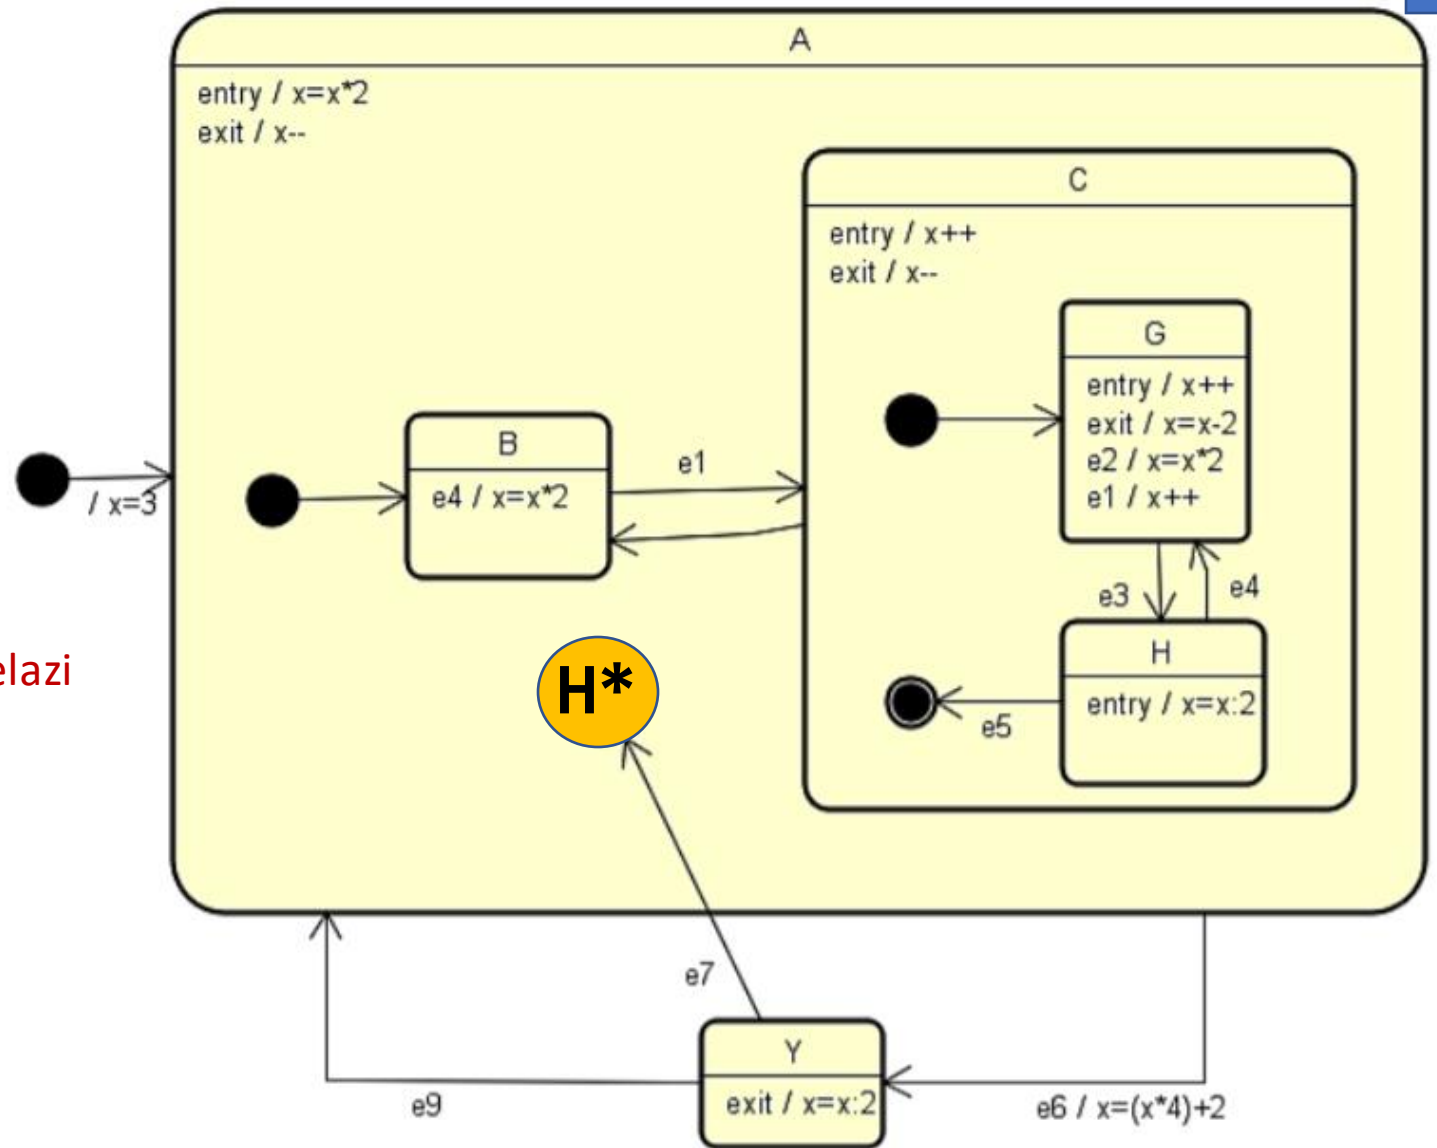 A
entry / x=x*2
exit / x--
C
entry / x++
exit / x--
G
entry / x++
exit / x=x-2
e2 / x=x*2
e1 / x++
B
e4 / x=x*2
e1
/ x=3
e3
e4
H
entry / x=x:2
e5
elazi
H*
e7
Y
exit / x=x:2
e9
e6 / x=(x*4)+2